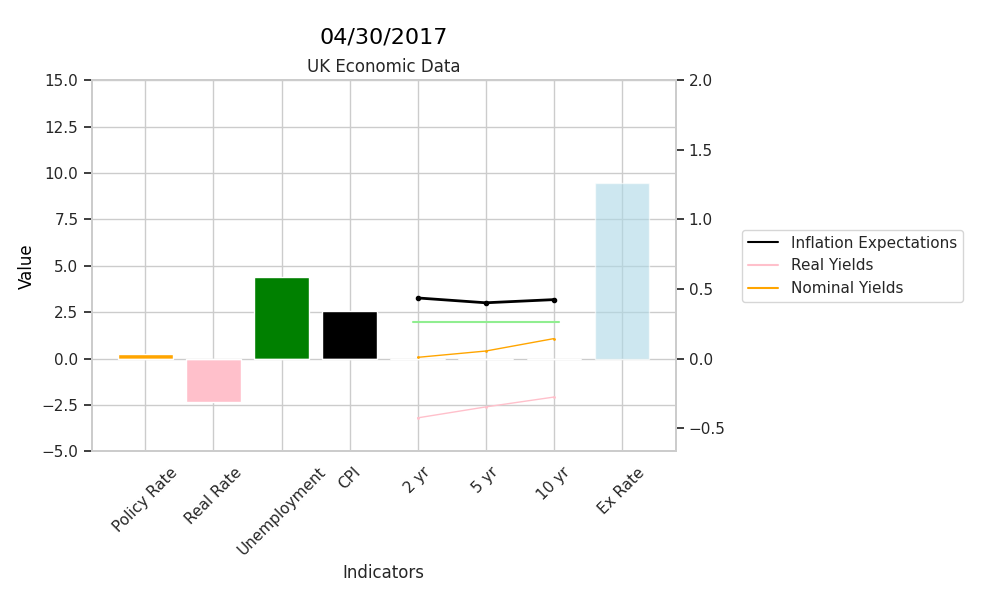 04/30/2017
UK Economic Data
15.0
12.5
10.0
7.5
5.0
2.5
0.0
−2.5
−5.0
Value
2.0
1.5
1.0
0.5
0.0
−0.5
Inflation Expectations
Real Yields
Nominal Yields
Policy Rate
Real Rate
Unemployment
CPI
2 yr
5 yr
10 yr
Ex Rate
Indicators